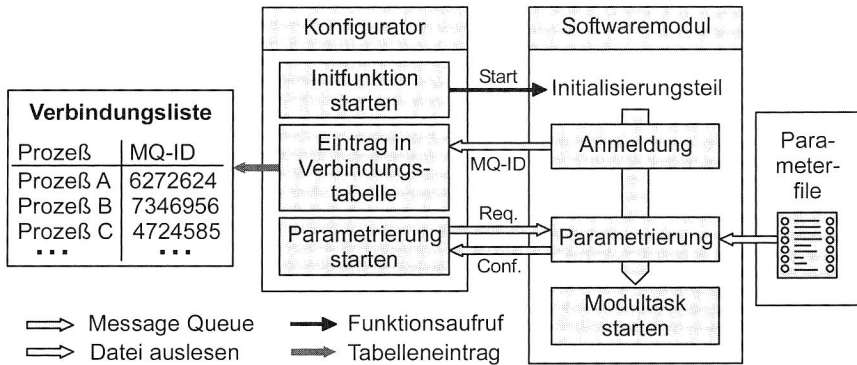 Konfigurator
Softwaremodul
Initfunktion
starten
Start
Initialisierungsteil
Verbindungsliste
Prozeß MQ-ID
Prozeß A 6272624
Prozeß B 7346956
Prozeß C 4724585
... ...
Eintrag in
Verbindungs-
tabelle
MQ-ID
Anmeldung
Para-
meter-
file
Parametrierung
starten
Req.
Conf.
Parametrierung
Modultask
starten
Message Queue
Funktionsaufruf
Datei auslesen
Tabelleneintrag